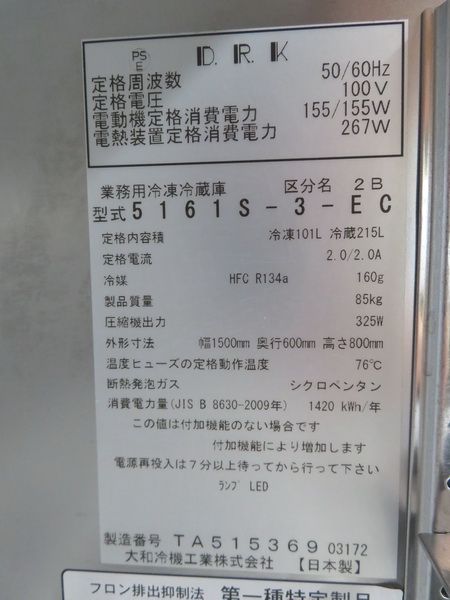 PS
E
D.R.K
定格周波数 50/60Hz
定格電圧 100V
電動機定格消費電力 155/155W
電熱装置定格消費電力 267W
業務用冷凍冷蔵庫 区分名 2B
型式 5161S-3-EC
定格内容積 冷凍101L 冷蔵215L
定格電流 2.0/2.0A
冷媒 HFC R134a 160g
製品質量 85kg
圧縮機出力 325W
外形寸法 幅1500mm 奥行600mm 高さ800mm
温度ヒューズの定格動作温度 76℃
断熱発泡ガス シクロペンタン
消費電力量(JIS B 8630-2009年) 1420 kWh/年
この値は付加機能のない場合です
付加機能により増加します
電源再投入は7分以上待ってから行って下さい
ﾗﾝﾌﾟ LED
製造番号 TA515369 03172
大和冷機工業株式会社 【日本製】
フロン排出抑制法 第一種特定製品